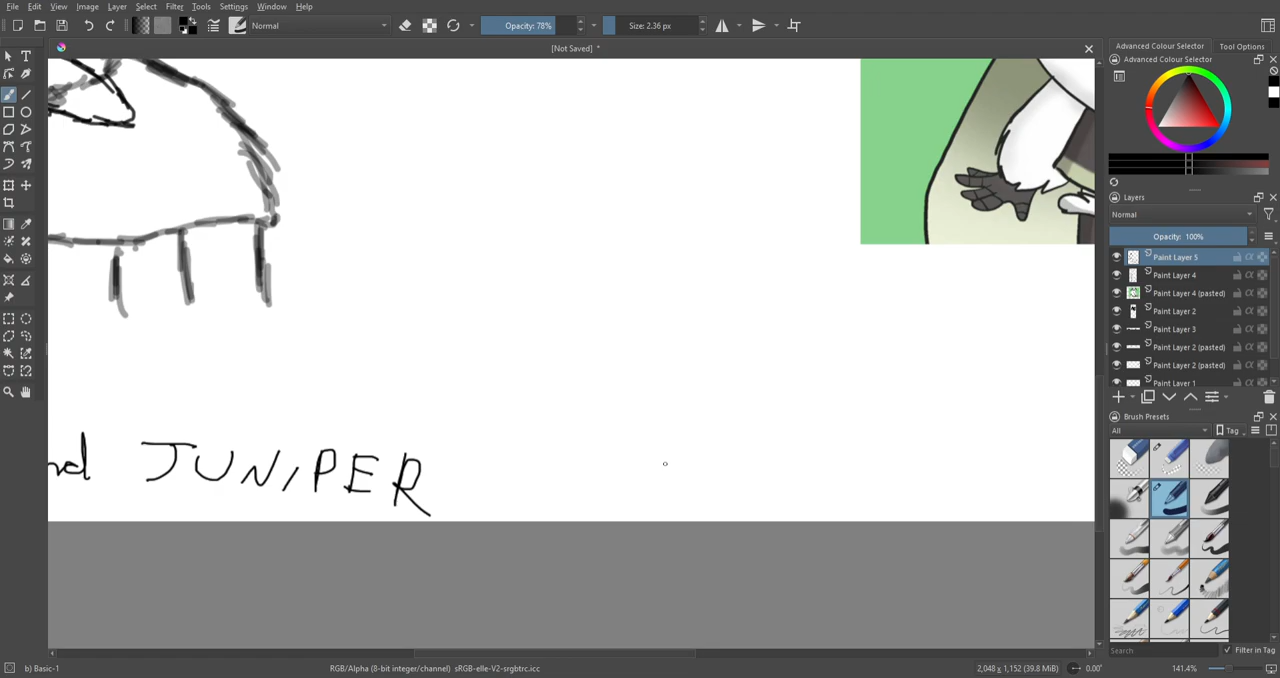 File Edit View Image Layer Select Filter Tools Settings Window Help
Normal Opacity: 78% Size: 2.36 px
[Not Saved] *
Advanced Colour Selector Tool Options
Advanced Colour Selector
Layers
Normal
Opacity: 100%
Paint Layer 5
Paint Layer 4
Paint Layer 4 (pasted)
Paint Layer 2
Paint Layer 3
Paint Layer 2 (pasted)
Paint Layer 2 (pasted)
Paint Layer 1
Brush Presets
All Tag
nd JUNIPER
Search Filter in Tag
b) Basic-1 RGB/Alpha (8-bit integer/channel) sRGB-elle-V2-srgbtrc.icc 2,048 x 1,152 (39.8 MiB) 0.00° 141.4%